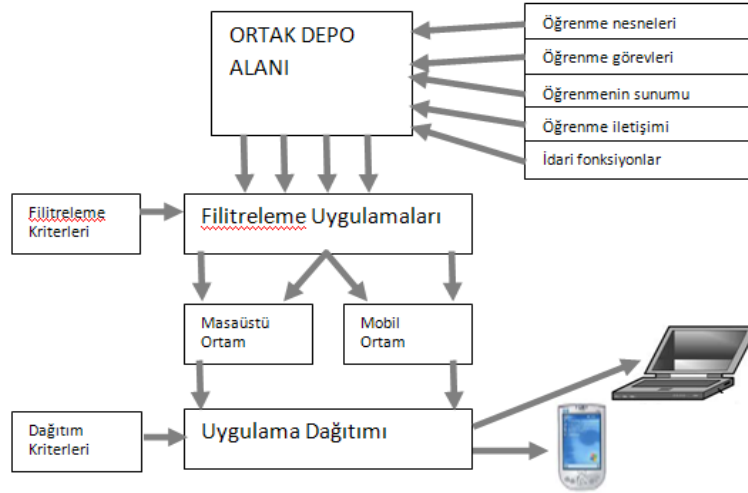 ORTAK DEPO
ALANI
Öğrenme nesneleri
Öğrenme görevleri
Öğrenmenin sunumu
Öğrenme iletişimi
İdari fonksiyonlar
Filitreleme
Kriterleri
Filitreleme Uygulamaları
Masaüstü
Ortam
Mobil
Ortam
Dağıtım
Kriterleri
Uygulama Dağıtımı